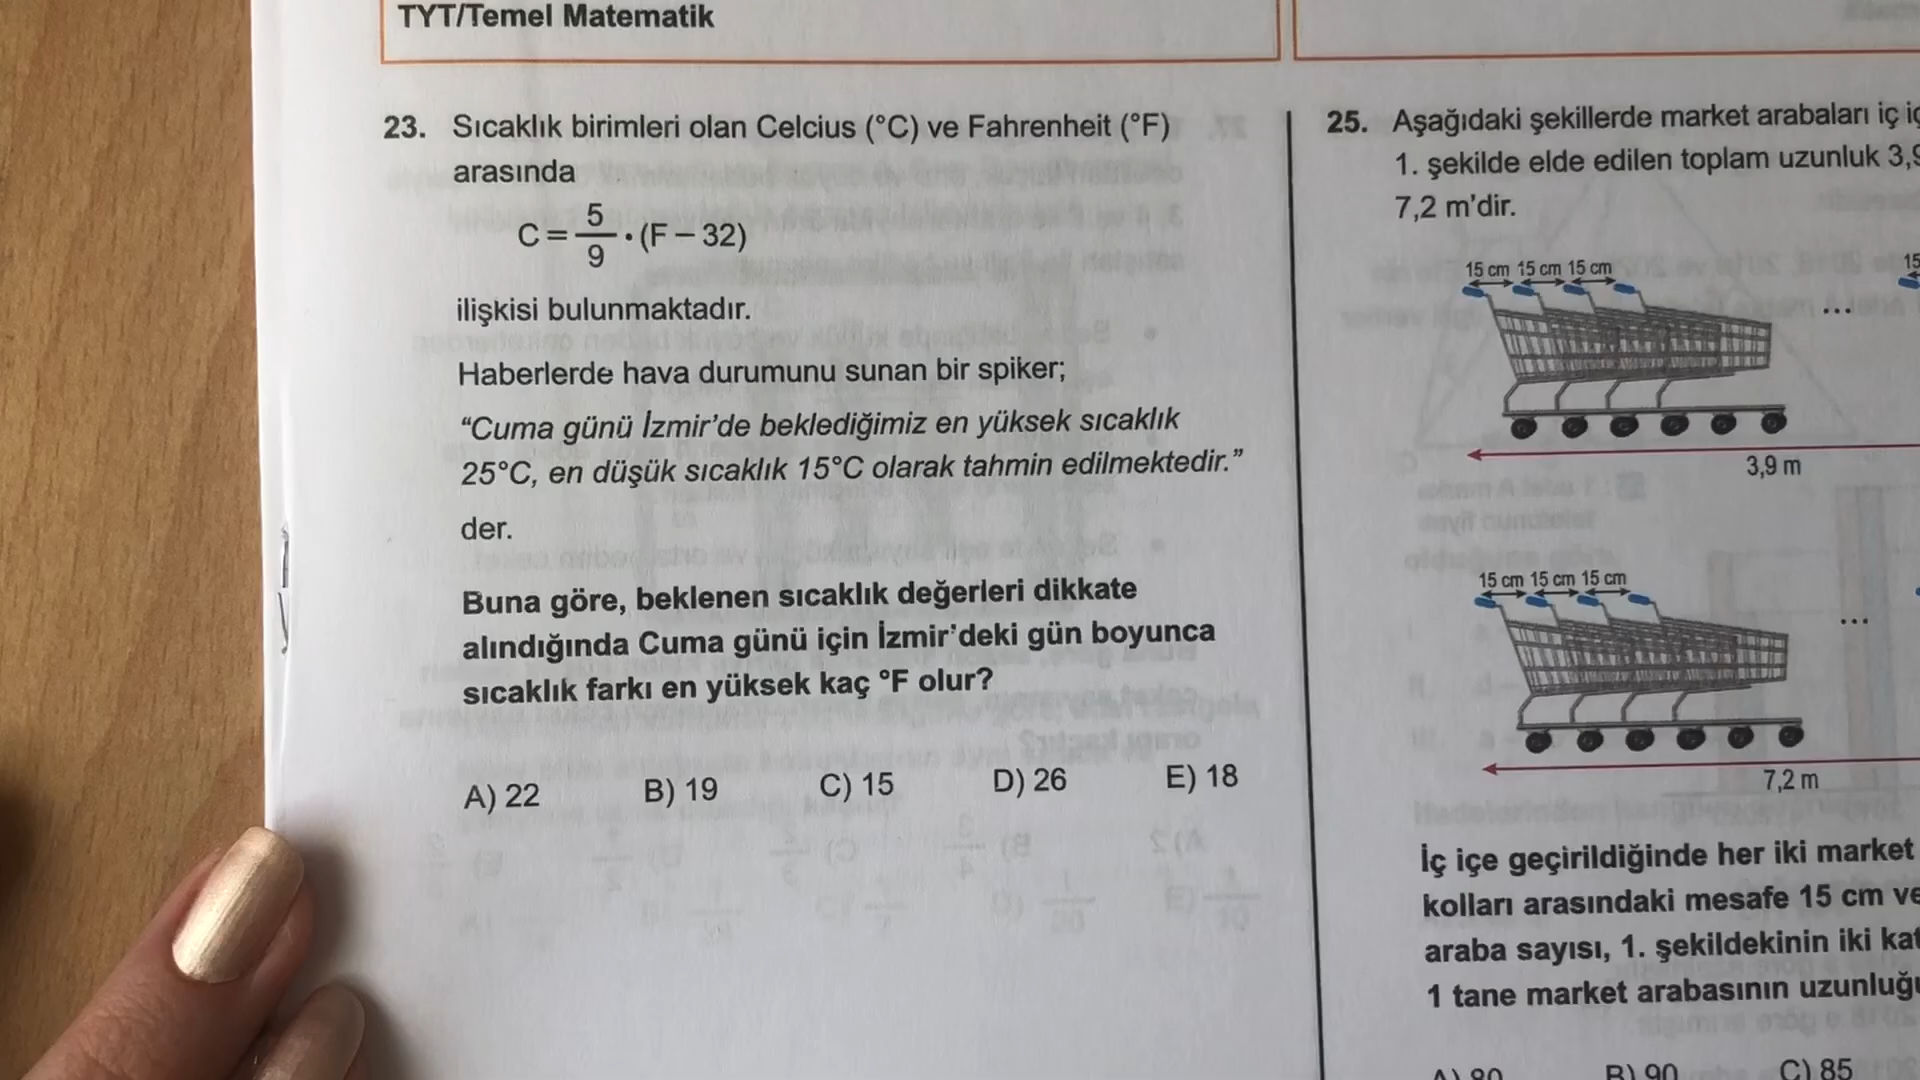 TYT/Temel Matematik
23. Sıcaklık birimleri olan Celcius (°C) ve Fahrenheit (°F)
arasında
C = 5/9 · (F – 32)
ilişkisi bulunmaktadır.
Haberlerde hava durumunu sunan bir spiker;
“Cuma günü İzmir’de beklediğimiz en yüksek sıcaklık
25°C, en düşük sıcaklık 15°C olarak tahmin edilmektedir.”
der.
Buna göre, beklenen sıcaklık değerleri dikkate
alındığında Cuma günü için İzmir’deki gün boyunca
sıcaklık farkı en yüksek kaç °F olur?
A) 22 B) 19 C) 15 D) 26 E) 18
25. Aşağıdaki şekillerde market arabaları iç
1. şekilde elde edilen toplam uzunluk
7,2 m’dir.
15 cm 15 cm 15 cm 15
...
3,9 m
15 cm 15 cm 15 cm
...
7,2 m
İç içe geçirildiğinde her iki market
kolları arasındaki mesafe 15 cm ve
araba sayısı, 1. şekildekinin iki
1 tane market arabasının
A) 80 B) 90 C) 85